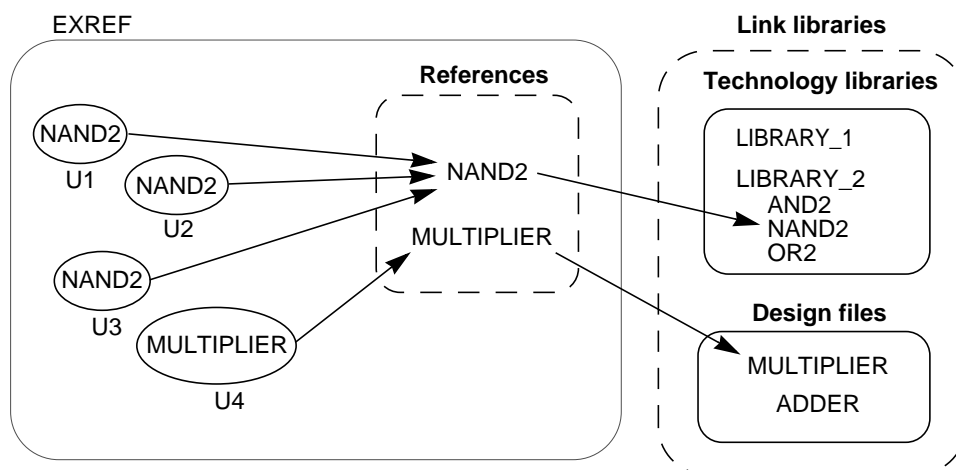 EXREF
References
NAND2
U1
NAND2
U2
NAND2
U3
MULTIPLIER
U4
NAND2
MULTIPLIER
Link libraries
Technology libraries
LIBRARY_1
LIBRARY_2
AND2
NAND2
OR2
Design files
MULTIPLIER
ADDER